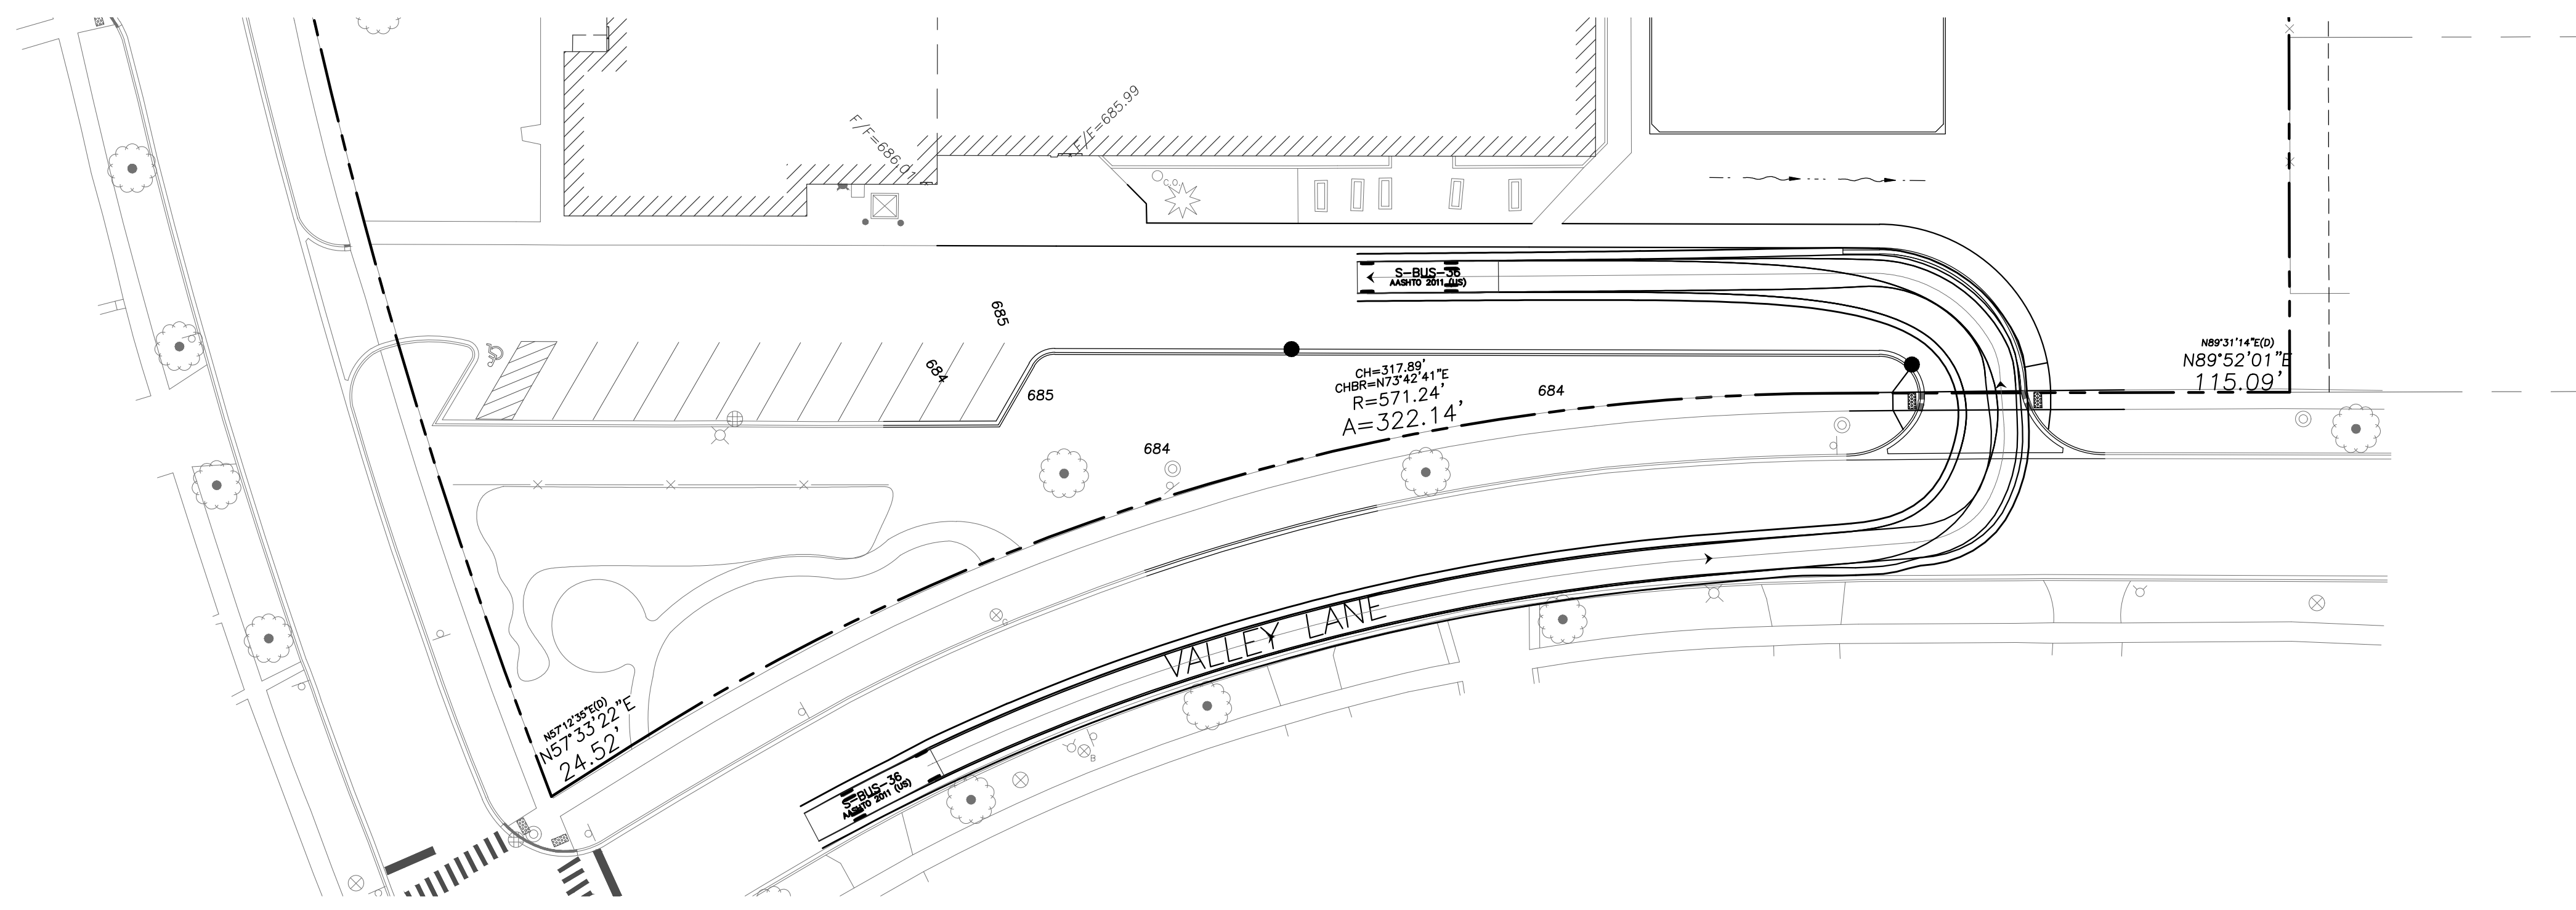 F/F=686.01
F/F=685.99
C.O.
S-BUS-36
AASHTO 2011 (US)
685
684
685
CH=317.89'
CHBR=N73°42'41"E
R=571.24'
A=322.14'
684
684
N89°31'14"E(D)
N89°52'01"E
115.09'
G
VALLEY LANE
N57°12'35"E(D)
N57°33'22"E
24.52'
B
S-BUS-36
AASHTO 2011 (US)